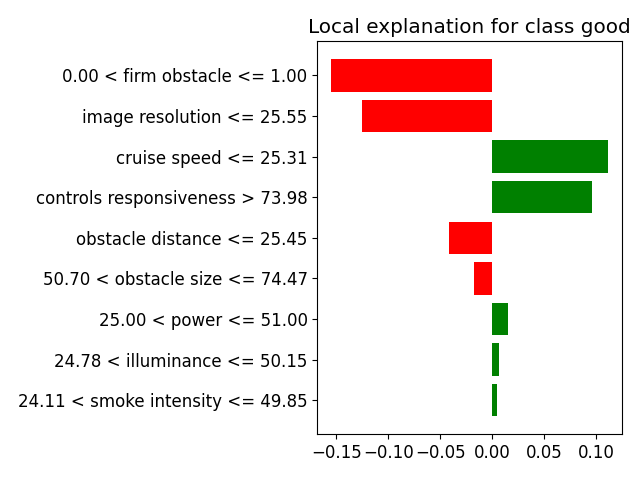 Local explanation for class good
0.00 < firm obstacle <= 1.00
image resolution <= 25.55
cruise speed <= 25.31
controls responsiveness > 73.98
obstacle distance <= 25.45
50.70 < obstacle size <= 74.47
25.00 < power <= 51.00
24.78 < illuminance <= 50.15
24.11 < smoke intensity <= 49.85
−0.15 −0.10 −0.05 0.00 0.05 0.10